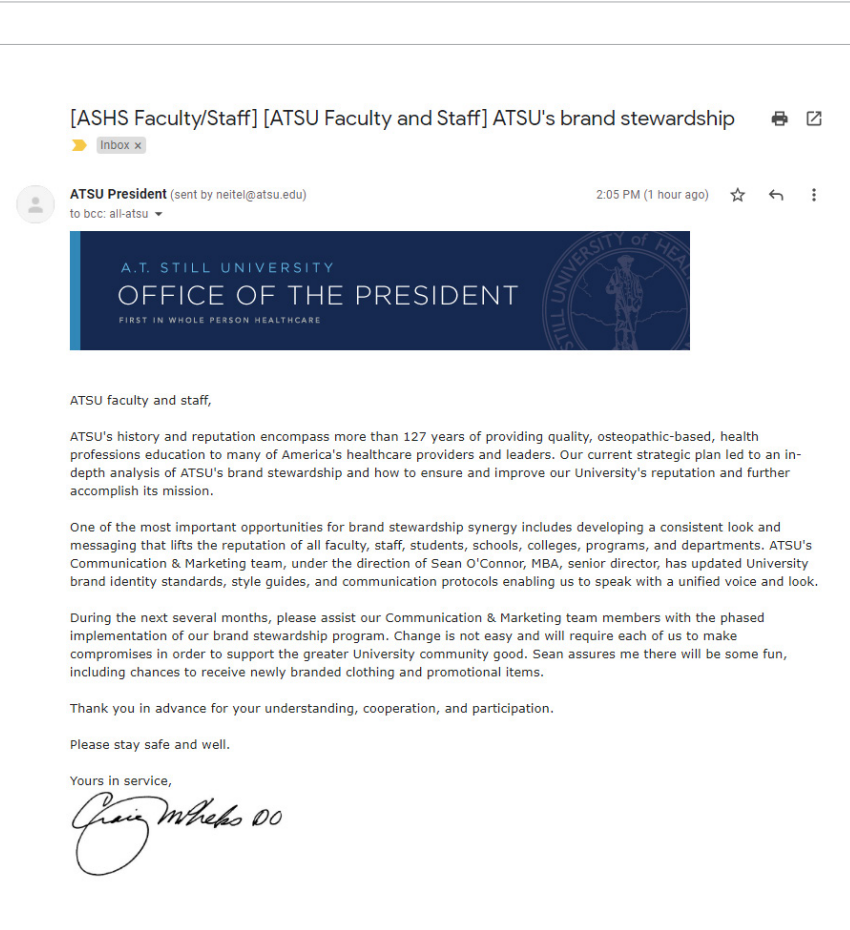 [ASHS Faculty/Staff] [ATSU Faculty and Staff] ATSU's brand stewardship
Inbox ×
ATSU President (sent by neitel@atsu.edu)
2:05 PM (1 hour ago)
to bcc: all-atsu
A.T. STILL UNIVERSITY
OFFICE OF THE PRESIDENT
FIRST IN WHOLE PERSON HEALTHCARE
STILL UNIVERSITY of HEAL
ATSU faculty and staff,
ATSU's history and reputation encompass more than 127 years of providing quality, osteopathic-based, health
professions education to many of America's healthcare providers and leaders. Our current strategic plan led to an in-
depth analysis of ATSU's brand stewardship and how to ensure and improve our University's reputation and further
accomplish its mission.
One of the most important opportunities for brand stewardship synergy includes developing a consistent look and
messaging that lifts the reputation of all faculty, staff, students, schools, colleges, programs, and departments. ATSU's
Communication & Marketing team, under the direction of Sean O'Connor, MBA, senior director, has updated University
brand identity standards, style guides, and communication protocols enabling us to speak with a unified voice and look.
During the next several months, please assist our Communication & Marketing team members with the phased
implementation of our brand stewardship program. Change is not easy and will require each of us to make
compromises in order to support the greater University community good. Sean assures me there will be some fun,
including chances to receive newly branded clothing and promotional items.
Thank you in advance for your understanding, cooperation, and participation.
Please stay safe and well.
Yours in service,
Craig M Phelps DO